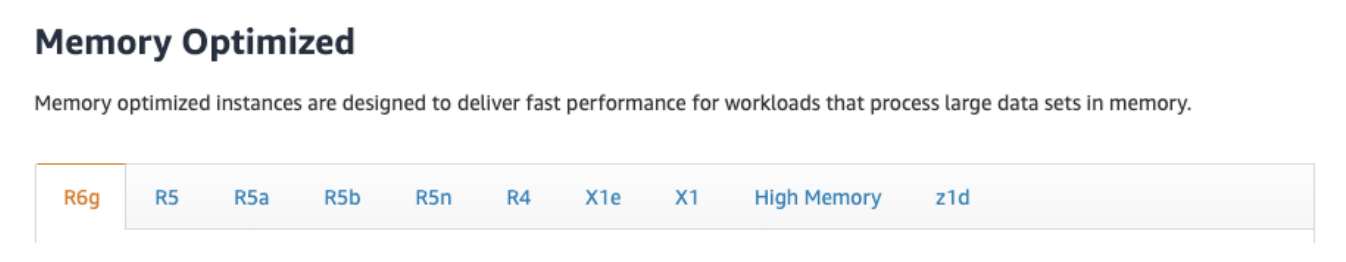 Memory Optimized
Memory optimized instances are designed to deliver fast performance for workloads that process large data sets in memory.
R6g R5 R5a R5b R5n R4 X1e X1 High Memory z1d